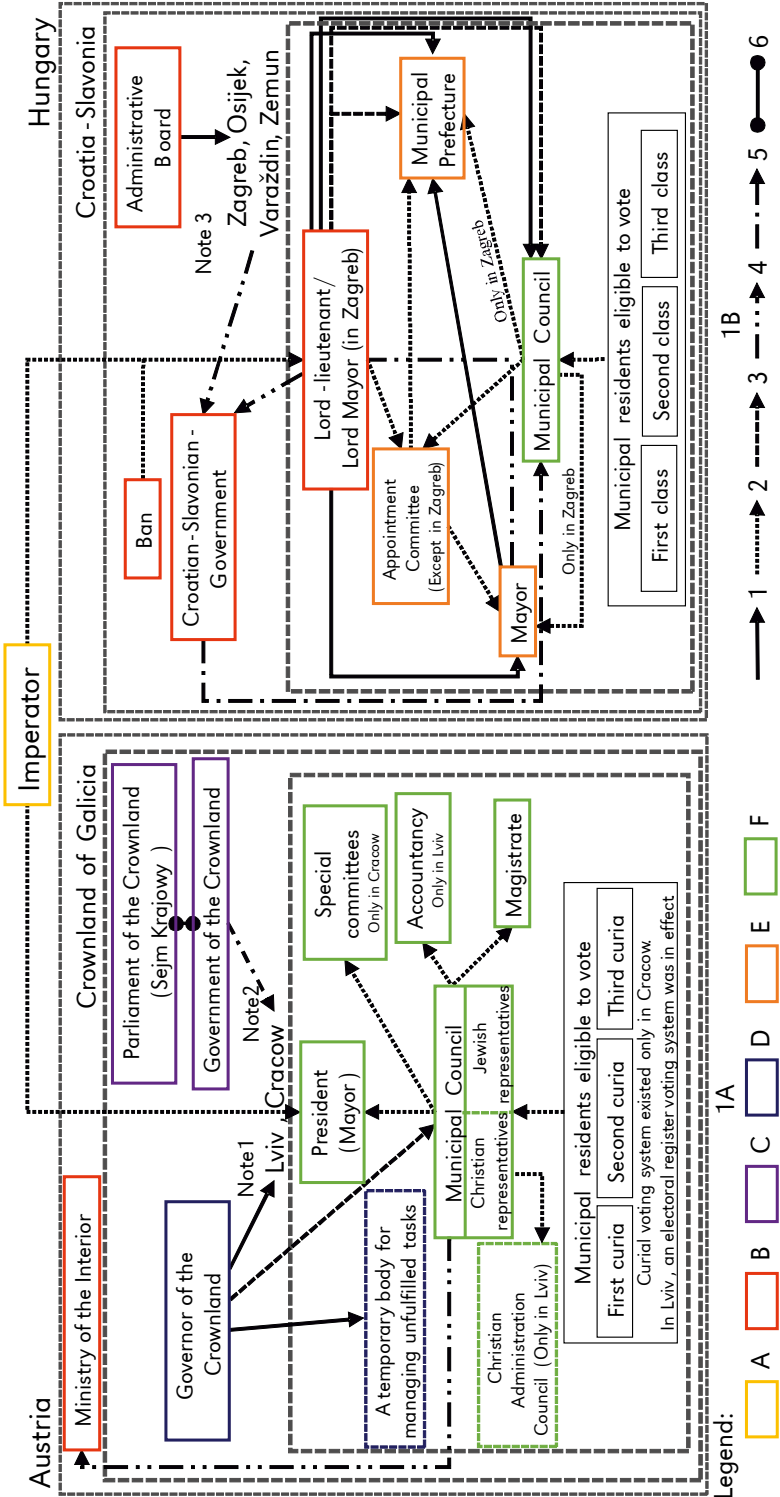 Austria
Ministry of the Interior
Crownland of Galicia
Parliament of the Crownland
(Sejm Krajowy )
Government of the Crownland
Governor of the
Crownland
Note1
Note2
Lviv , Cracow
A temporary body for
managing unfulfilled tasks
President
(Mayor )
Special
committees
Only in Cracow
Accountancy
Only in Lviv
Magistrate
Municipal Council
Christian
representatives
Jewish
representatives
Christian
Administration
Council (Only in Lviv)
Municipal residents eligible to vote
First curia
Second curia
Third curia
Curial voting system existed only in Cracow.
In Lviv , an electoral register voting system was in effect
1A
Imperator
Hungary
Croatia - Slavonia
Ban
Croatian-Slavonian-
Government
Administrative
Board
Note 3
Zagreb, Osijek,
Varaždin, Zemun
Lord -lieutenant/
Lord Mayor (in Zagreb)
Appointment
Committee
(Except in Zagreb)
Municipal
Prefecture
Only in Zagreb
Mayor
Municipal Council
Only in Zagreb
Municipal residents eligible to vote
First class
Second class
Third class
1B
Legend:
A
B
C
D
E
F
1
2
3
4
5
6